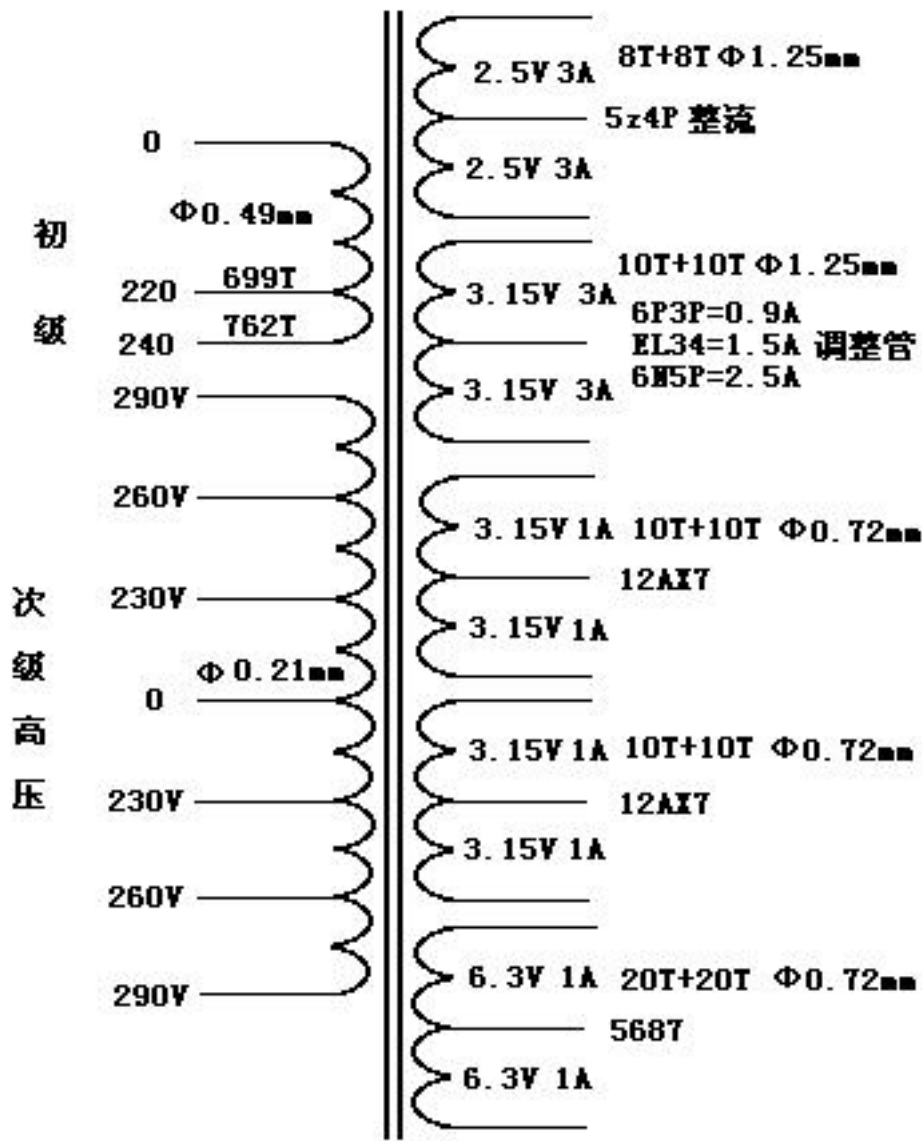 8T+8T Φ1.25mm
2.5V 3A
5z4P 整流
0
2.5V 3A
初级
Φ0.49mm
10T+10T Φ1.25mm
699T
220
3.15V 3A
6P3P=0.9A
762T
240
EL34=1.5A 调整管
6N5P=2.5A
3.15V 3A
290V
260V
3.15V 1A 10T+10T Φ0.72mm
12AX7
230V
次级高压
3.15V 1A
Φ0.21mm
0
3.15V 1A 10T+10T Φ0.72mm
230V
12AX7
3.15V 1A
260V
6.3V 1A 20T+20T Φ0.72mm
290V
5687
6.3V 1A